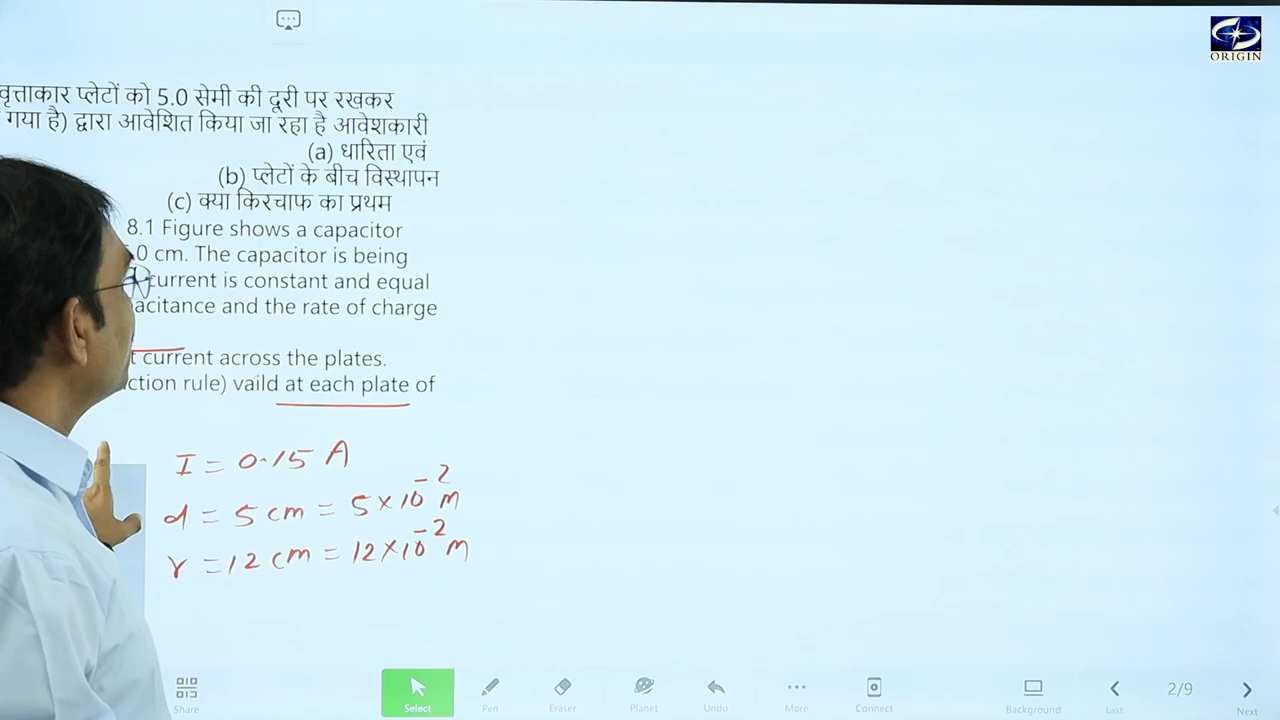 ORIGIN
वृत्ताकार प्लेटों को 5.0 सेमी की दूरी पर रखकर
गया है) द्वारा आवेशित किया जा रहा है आवेशकारी
(a) धारिता एवं
(b) प्लेटों के बीच विस्थापन
(c) क्या किरचाफ का प्रथम
8.1 Figure shows a capacitor
0 cm. The capacitor is being
current is constant and equal
acitance and the rate of charge
t current across the plates.
ction rule) vaild at each plate of
I = 0.15 A
d = 5 cm = 5×10⁻² m
r = 12 cm = 12×10⁻² m
Share
Select
Pen
Eraser
Planet
Undo
More
Connect
Background
Last
2/9
Next